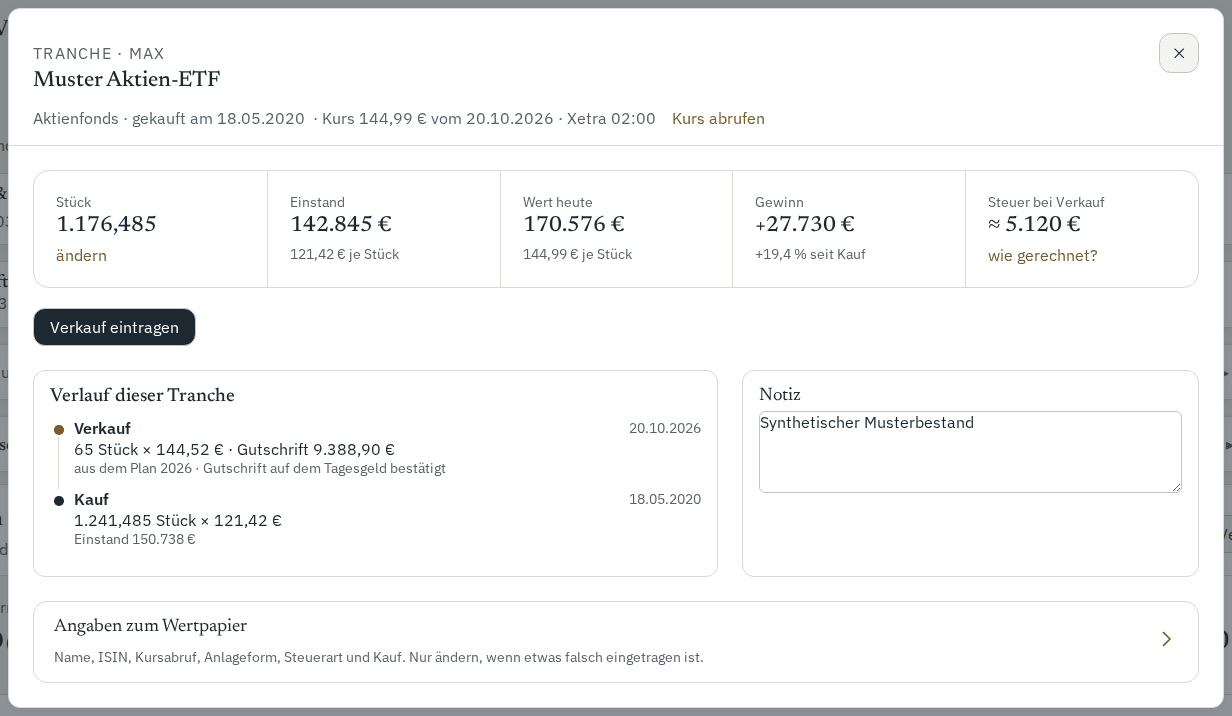 TRANCHE · MAX
Muster Aktien-ETF
Aktienfonds · gekauft am 18.05.2020 · Kurs 144,99 € vom 20.10.2026 · Xetra 02:00 Kurs abrufen
Stück
1.176,485
ändern
Einstand
142.845 €
121,42 € je Stück
Wert heute
170.576 €
144,99 € je Stück
Gewinn
+27.730 €
+19,4 % seit Kauf
Steuer bei Verkauf
≈ 5.120 €
wie gerechnet?
Verkauf eintragen
Verlauf dieser Tranche
Verkauf 20.10.2026
65 Stück × 144,52 € · Gutschrift 9.388,90 €
aus dem Plan 2026 · Gutschrift auf dem Tagesgeld bestätigt
Kauf 18.05.2020
1.241,485 Stück × 121,42 €
Einstand 150.738 €
Notiz
Synthetischer Musterbestand
Angaben zum Wertpapier
Name, ISIN, Kursabruf, Anlageform, Steuerart und Kauf. Nur ändern, wenn etwas falsch eingetragen ist.